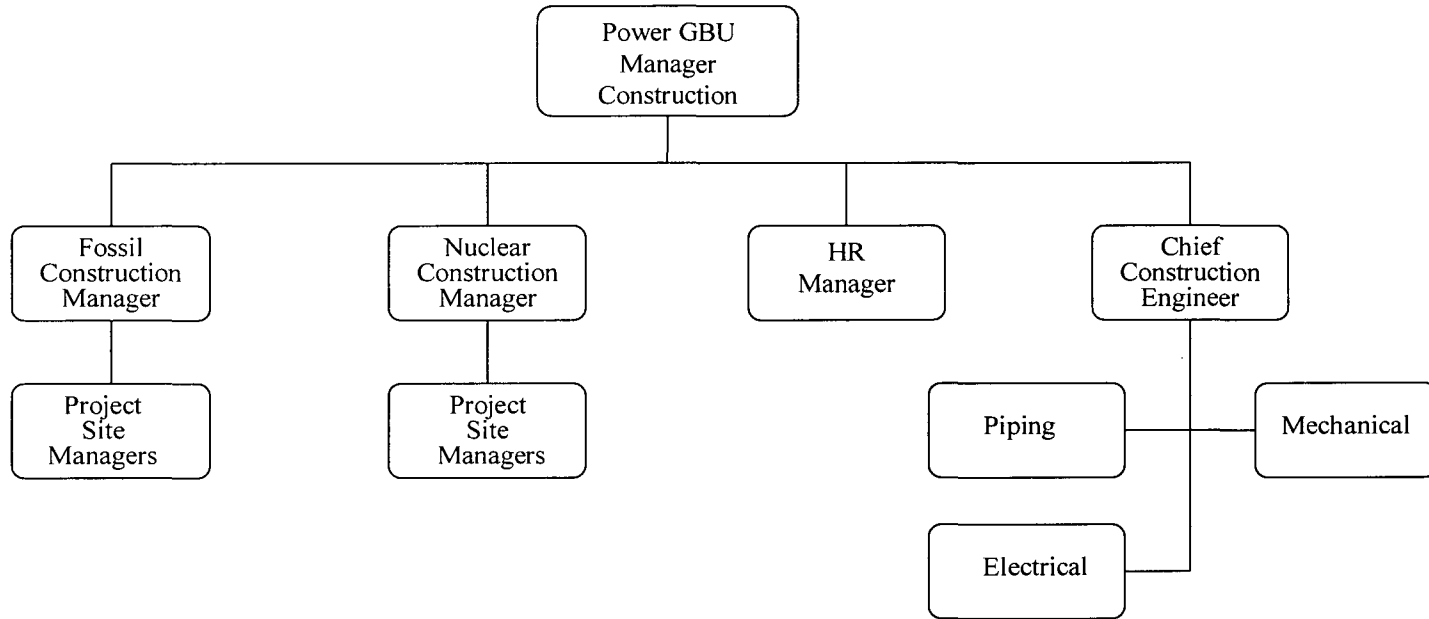 Power GBU
Manager
Construction
Fossil
Construction
Manager
Nuclear
Construction
Manager
HR
Manager
Chief
Construction
Engineer
Project
Site
Managers
Project
Site
Managers
Piping
Mechanical
Electrical